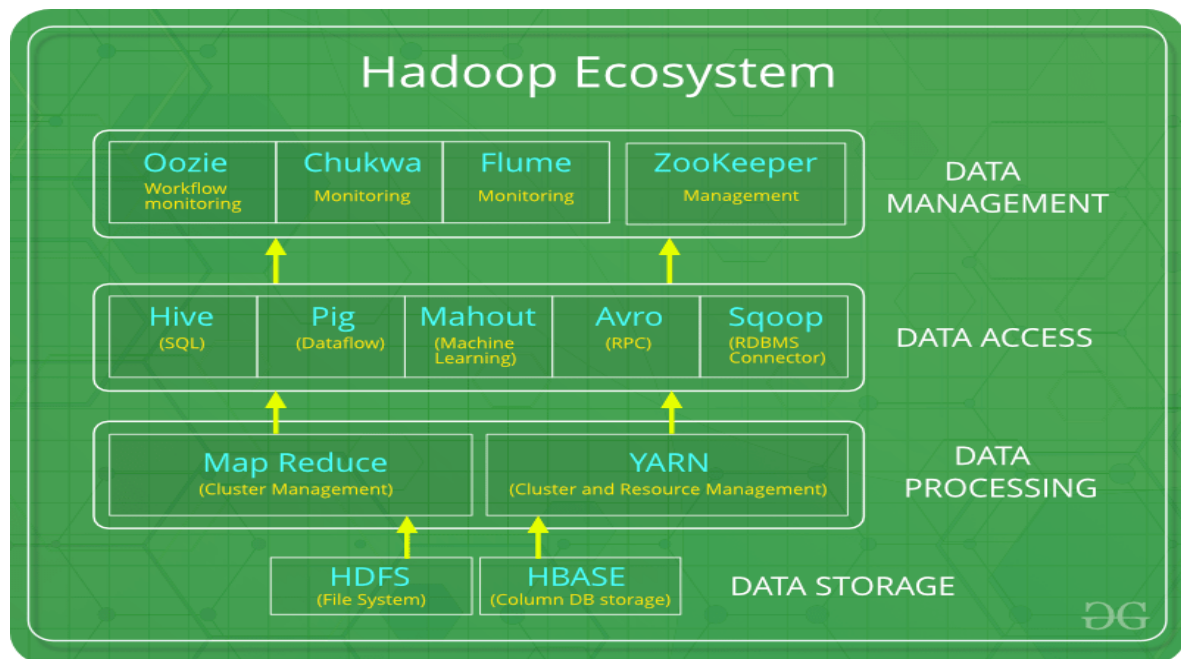 Hadoop Ecosystem
Oozie
Workflow
monitoring
Chukwa
Monitoring
Flume
Monitoring
ZooKeeper
Management
DATA
MANAGEMENT
Hive
(SQL)
Pig
(Dataflow)
Mahout
(Machine
Learning)
Avro
(RPC)
Sqoop
(RDBMS
Connector)
DATA ACCESS
Map Reduce
(Cluster Management)
YARN
(Cluster and Resource Management)
DATA
PROCESSING
HDFS
(File System)
HBASE
(Column DB storage)
DATA STORAGE